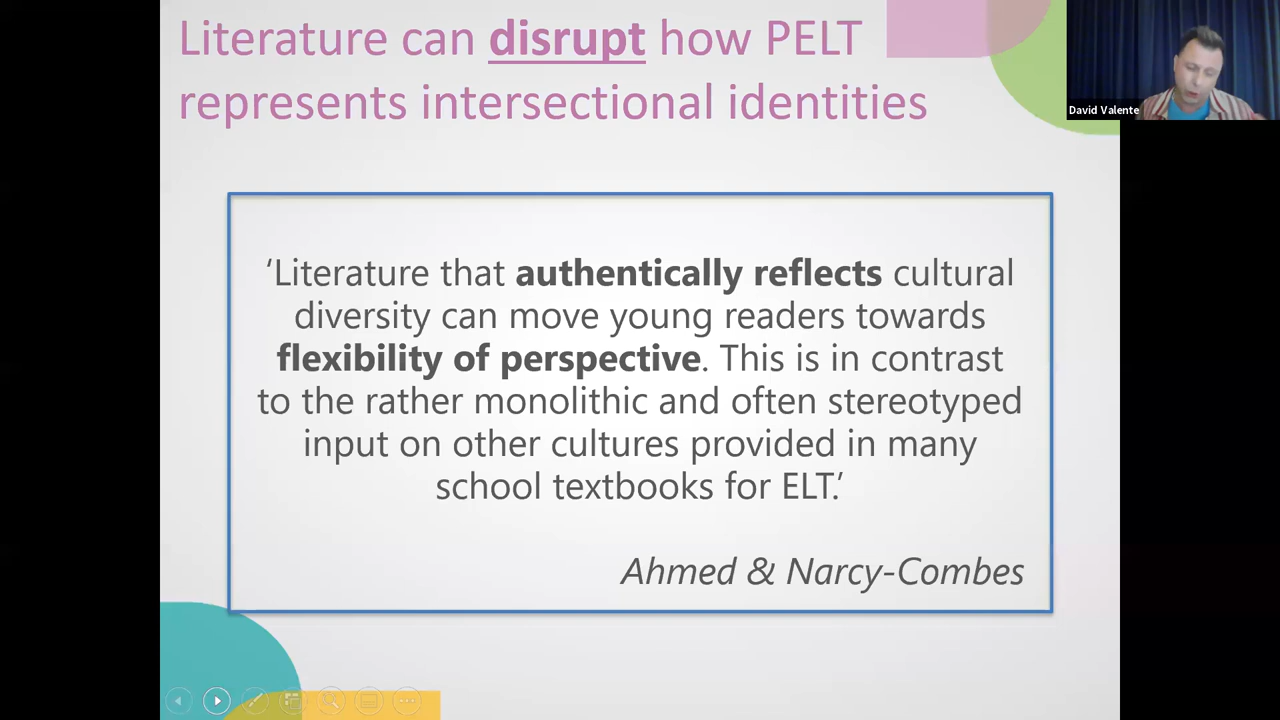 Literature can disrupt how PELT
represents intersectional identities
David Valente
‘Literature that authentically reflects cultural
diversity can move young readers towards
flexibility of perspective. This is in contrast
to the rather monolithic and often stereotyped
input on other cultures provided in many
school textbooks for ELT.’
Ahmed & Narcy-Combes